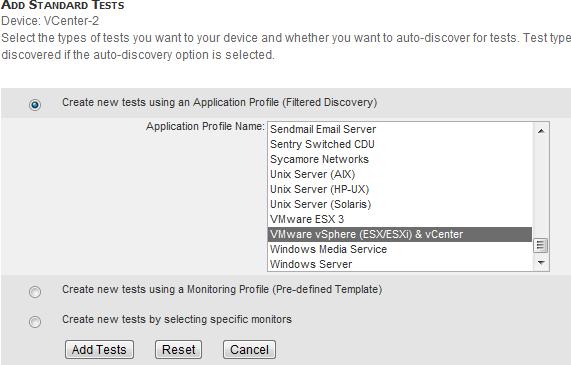 ADD STANDARD TESTS
Device: VCenter-2
Select the types of tests you want to your device and whether you want to auto-discover for tests. Test type
discovered if the auto-discovery option is selected.
Create new tests using an Application Profile (Filtered Discovery)
Application Profile Name:
Sendmail Email Server
Sentry Switched CDU
Sycamore Networks
Unix Server (AIX)
Unix Server (HP-UX)
Unix Server (Solaris)
VMware ESX 3
VMware vSphere (ESX/ESXi) & vCenter
Windows Media Service
Windows Server
Create new tests using a Monitoring Profile (Pre-defined Template)
Create new tests by selecting specific monitors
Add Tests Reset Cancel